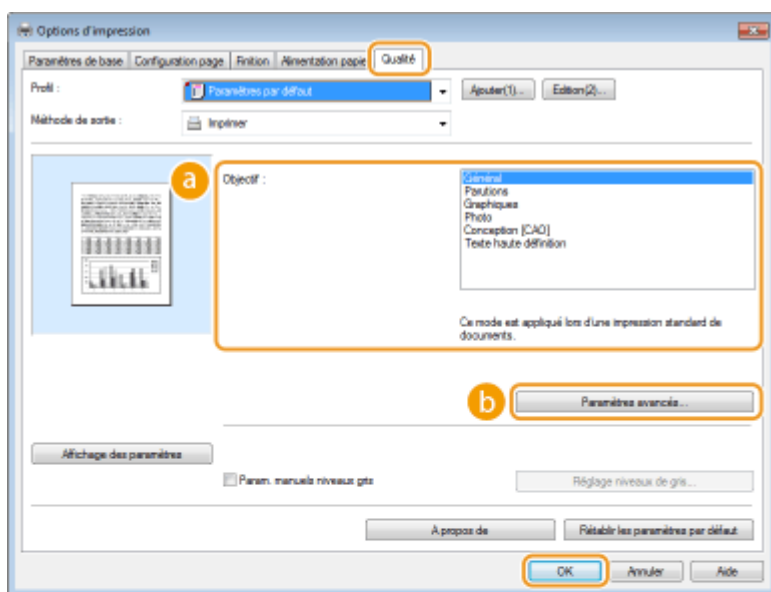 Options d'impression
Paramètres de base Configuration page Finition Alimentation papier Qualité
Profil : Paramètres par défaut Ajouter(1)... Edition(2)...
Méthode de sortie : Imprimer
a
Objectif :
Général
Parutions
Graphiques
Photo
Conception [CAO]
Texte haute définition
Ce mode est appliqué lors d'une impression standard de
documents.
b Paramètres avancés...
Affichage des paramètres
Param. manuels niveaux gris Réglage niveaux de gris...
A propos de Rétablir les paramètres par défaut
OK Annuler Aide